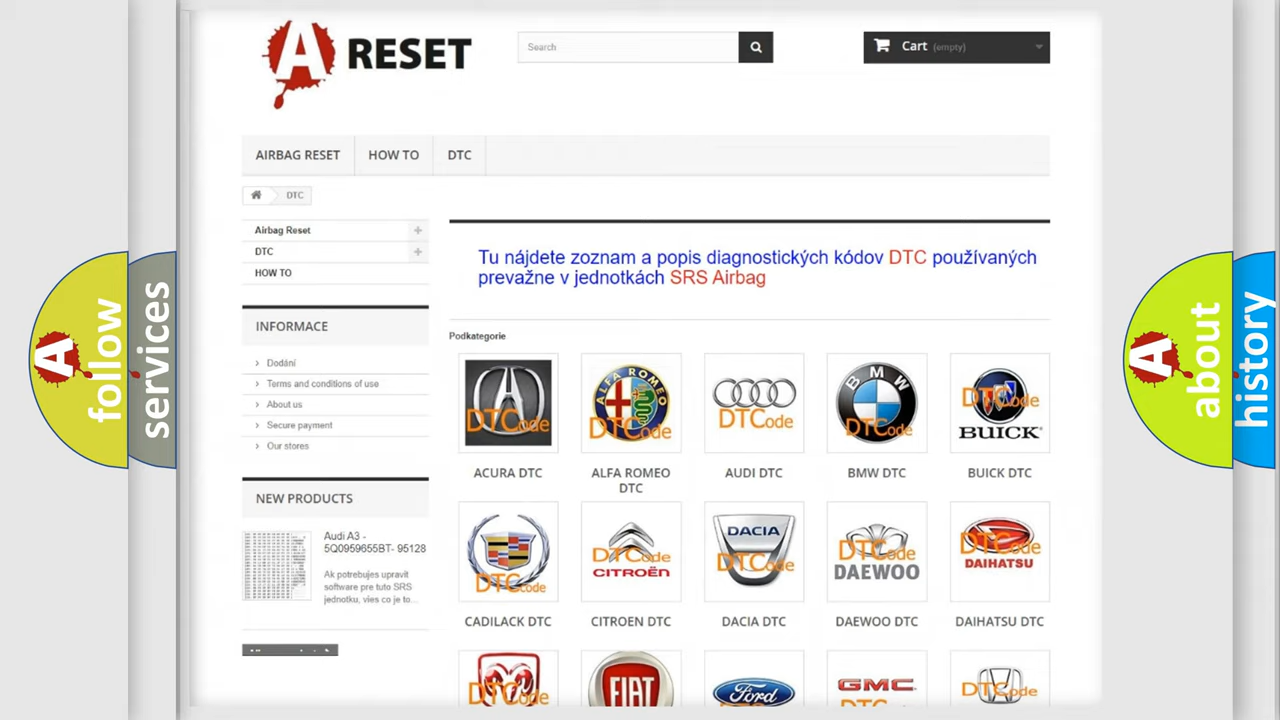 A RESET
Search
Cart (empty)
AIRBAG RESET
HOW TO
DTC
DTC
Airbag Reset
DTC
HOW TO
INFORMACE
Dodání
Terms and conditions of use
About us
Secure payment
Our stores
NEW PRODUCTS
Audi A3 -
5Q0959655BT- 95128
Ak potrebujes upravit
software pre tuto SRS
jednotku, vies co je to...
Tu nájdete zoznam a popis diagnostických kódov DTC používaných
prevažne v jednotkách SRS Airbag
Podkategorie
DTCode
ALFA ROMEO
DTCode
DTCode
BMW
DTCode
DTCode
BUICK
ACURA DTC
ALFA ROMEO
DTC
AUDI DTC
BMW DTC
BUICK DTC
DTCode
DTCode
CITROËN
DACIA
DTCode
DTCode
DAEWOO
DTCode
DAIHATSU
CADILACK DTC
CITROEN DTC
DACIA DTC
DAEWOO DTC
DAIHATSU DTC
DTCode
FIAT
Ford
GMC
DTCode
A follow
services
A about
history